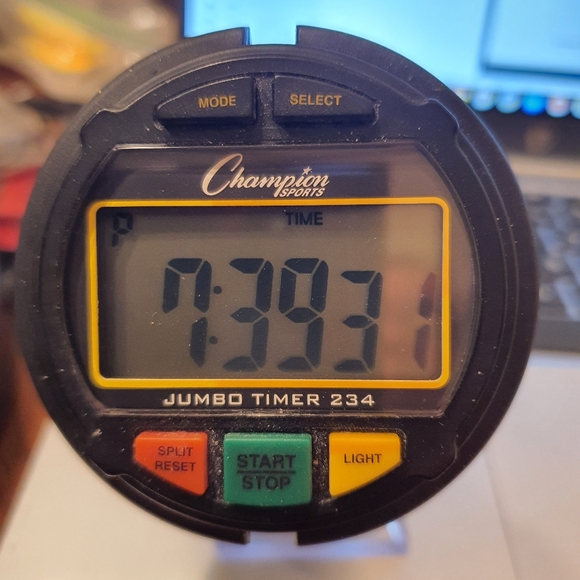 MODE SELECT
Champion
SPORTS
P TIME
7:39 31
JUMBO TIMER 234
SPLIT
RESET
START
STOP
LIGHT